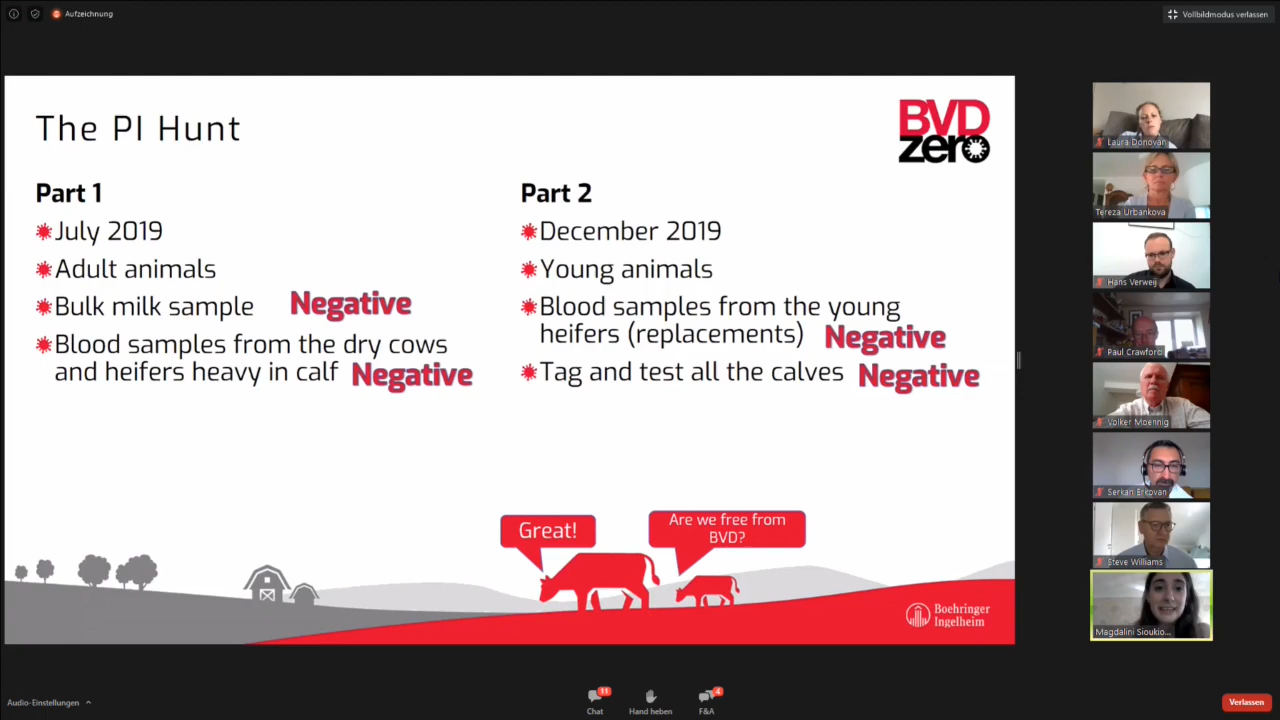 Aufzeichnung
Vollbildmodus verlassen
The PI Hunt
BVD
zero
Part 1
July 2019
Adult animals
Bulk milk sample Negative
Blood samples from the dry cows
and heifers heavy in calf Negative
Part 2
December 2019
Young animals
Blood samples from the young
heifers (replacements) Negative
Tag and test all the calves Negative
Great!
Are we free from
BVD?
Boehringer
Ingelheim
Laura Donovan
Tereza Urbankova
Hans Verweij
Paul Crawford
Volker Moennig
Serkan Erkovan
Steve Williams
Magdalini Sioukio...
Audio-Einstellungen
11
Chat
Hand heben
4
F&A
Verlassen